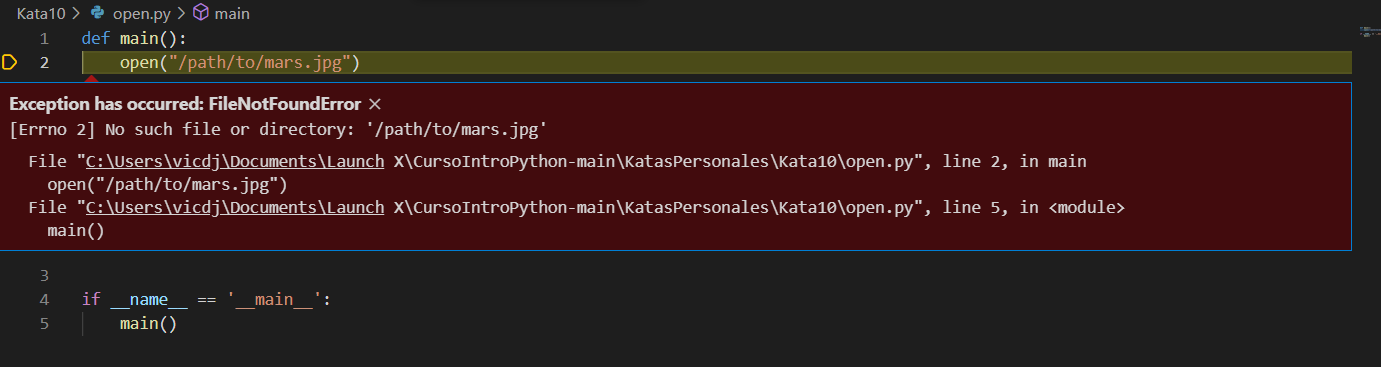 Kata10 > open.py > main
1 def main():
2     open("/path/to/mars.jpg")
Exception has occurred: FileNotFoundError ×
[Errno 2] No such file or directory: '/path/to/mars.jpg'
  File "C:\Users\vicdj\Documents\Launch X\CursoIntroPython-main\KatasPersonales\Kata10\open.py", line 2, in main
    open("/path/to/mars.jpg")
  File "C:\Users\vicdj\Documents\Launch X\CursoIntroPython-main\KatasPersonales\Kata10\open.py", line 5, in <module>
    main()
3
4 if __name__ == '__main__':
5     main()